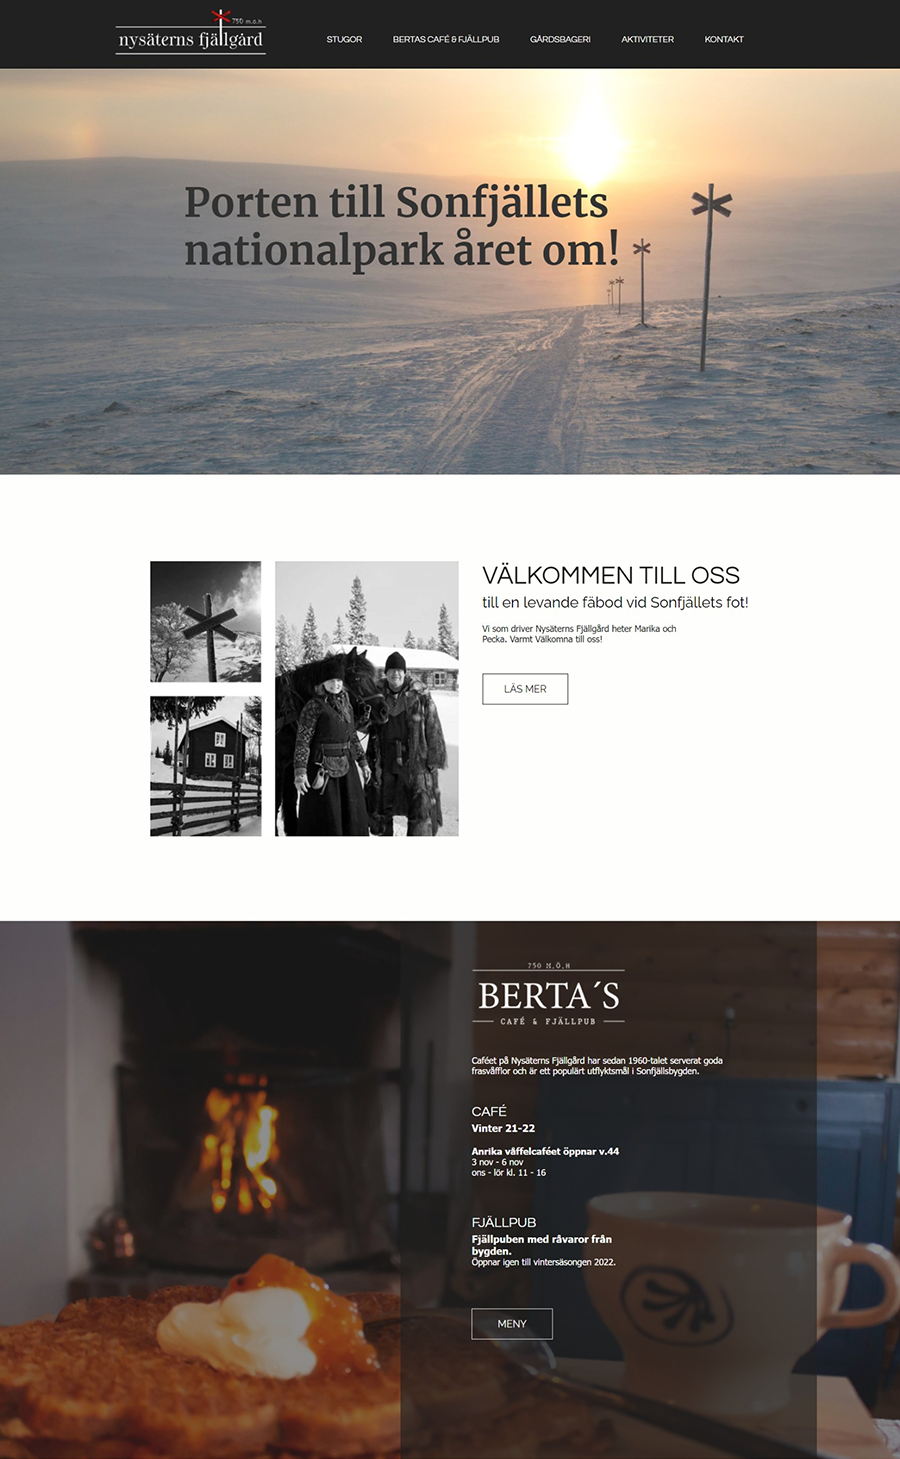 750 m.ö.h
nysäterns fjällgård
STUGOR
BERTAS CAFÉ & FJÄLLPUB
GÅRDSBAGERI
AKTIVITETER
KONTAKT
Porten till Sonfjällets
nationalpark året om!
VÄLKOMMEN TILL OSS
till en levande fäbod vid Sonfjällets fot!
Vi som driver Nysäterns Fjällgård heter Marika och
Pecka. Varmt Välkomna till oss!
LÄS MER
750 M.Ö.H
BERTA´S
CAFÉ & FJÄLLPUB
Caféet på Nysäterns Fjällgård har sedan 1960-talet serverat goda
frasvåfflor och är ett populärt utflyktsmål i Sonfjällsbygden.
CAFÉ
Vinter 21-22
Anrika våffelcaféet öppnar v.44
3 nov - 6 nov
ons - lör kl. 11 - 16
FJÄLLPUB
Fjällpuben med råvaror från
bygden.
Öppnar igen till vintersäsongen 2022.
MENY